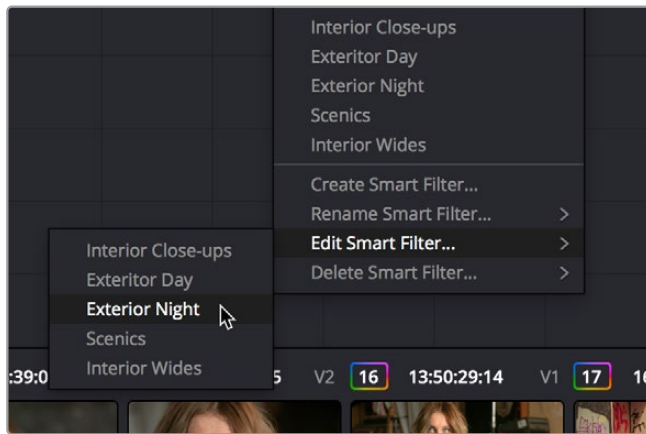 Interior Close-ups
Exteritor Day
Exterior Night
Scenics
Interior Wides
Create Smart Filter...
Rename Smart Filter... >
Edit Smart Filter... >
Delete Smart Filter... >
Interior Close-ups
Exteritor Day
Exterior Night
Scenics
Interior Wides
:39:0 5 V2 16 13:50:29:14 V1 17 16